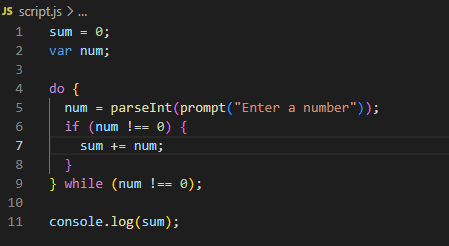 JS script.js > ...
1 sum = 0;
2 var num;
3
4 do {
5   num = parseInt(prompt("Enter a number"));
6   if (num !== 0) {
7     sum += num;
8   }
9 } while (num !== 0);
10
11 console.log(sum);